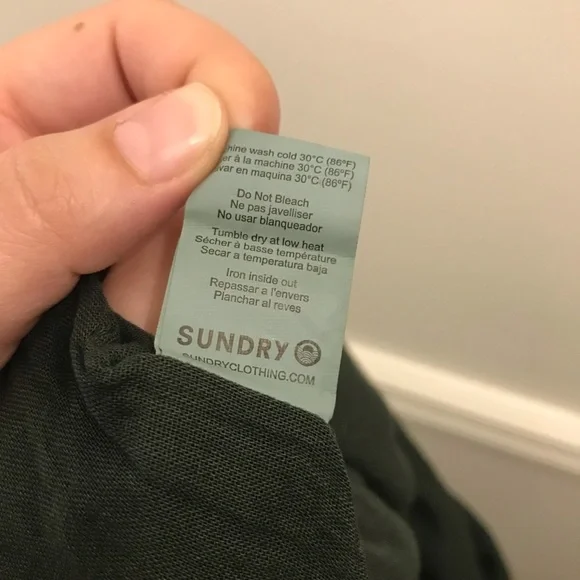 wash cold 30°C (86°F)
à la machine 30°C (86°F)
en maquina 30°C (86°F)
Do Not Bleach
Ne pas javelliser
No usar blanqueador
Tumble dry at low heat
Sécher à basse température
Secar a temperatura baja
Iron inside out
Repassar a l'envers
Planchar al reves
SUNDRY
SUNDRYCLOTHING.COM